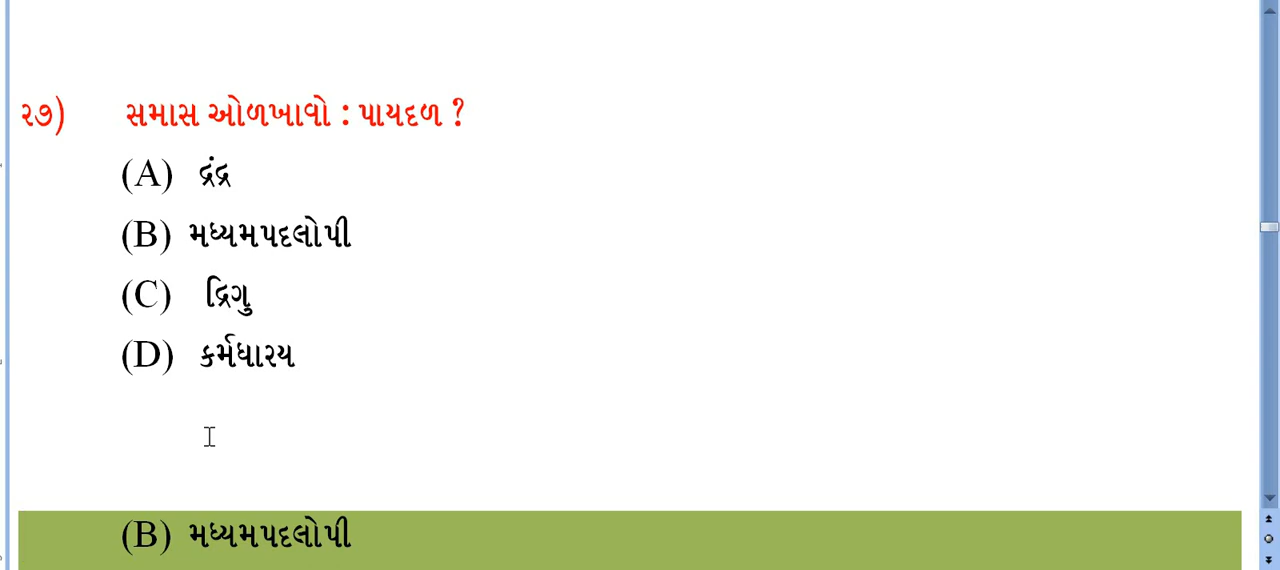 ૨૭) સમાસ ઓળખાવો : પાયદળ ?
(A) દ્રંદ્ર
(B) મધ્યમપદલોપી
(C) દ્રિગુ
(D) કર્મધારય
(B) મધ્યમપદલોપી